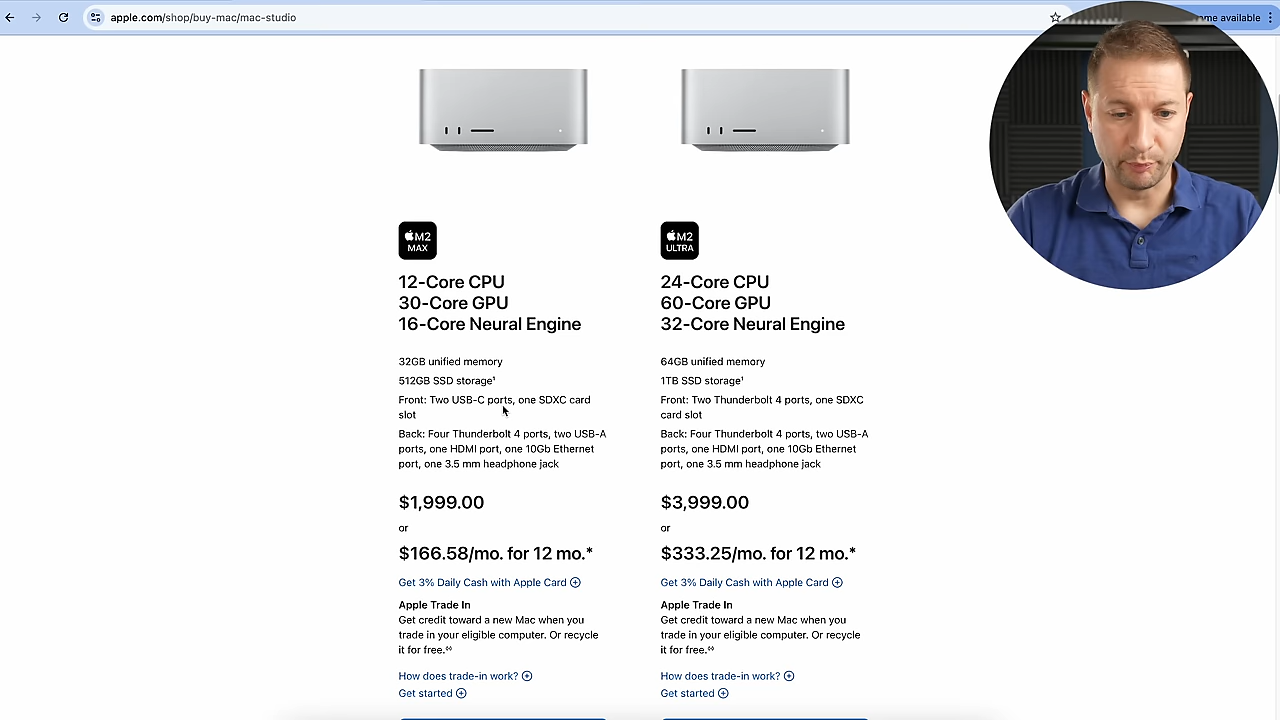 apple.com/shop/buy-mac/mac-studio
ome available
M2
MAX
12-Core CPU
30-Core GPU
16-Core Neural Engine
32GB unified memory
512GB SSD storage¹
Front: Two USB-C ports, one SDXC card
slot
Back: Four Thunderbolt 4 ports, two USB-A
ports, one HDMI port, one 10Gb Ethernet
port, one 3.5 mm headphone jack
$1,999.00
or
$166.58/mo. for 12 mo.*
Get 3% Daily Cash with Apple Card
Apple Trade In
Get credit toward a new Mac when you
trade in your eligible computer. Or recycle
it for free.◊◊
How does trade-in work?
Get started
M2
ULTRA
24-Core CPU
60-Core GPU
32-Core Neural Engine
64GB unified memory
1TB SSD storage¹
Front: Two Thunderbolt 4 ports, one SDXC
card slot
Back: Four Thunderbolt 4 ports, two USB-A
ports, one HDMI port, one 10Gb Ethernet
port, one 3.5 mm headphone jack
$3,999.00
or
$333.25/mo. for 12 mo.*
Get 3% Daily Cash with Apple Card
Apple Trade In
Get credit toward a new Mac when you
trade in your eligible computer. Or recycle
it for free.◊◊
How does trade-in work?
Get started